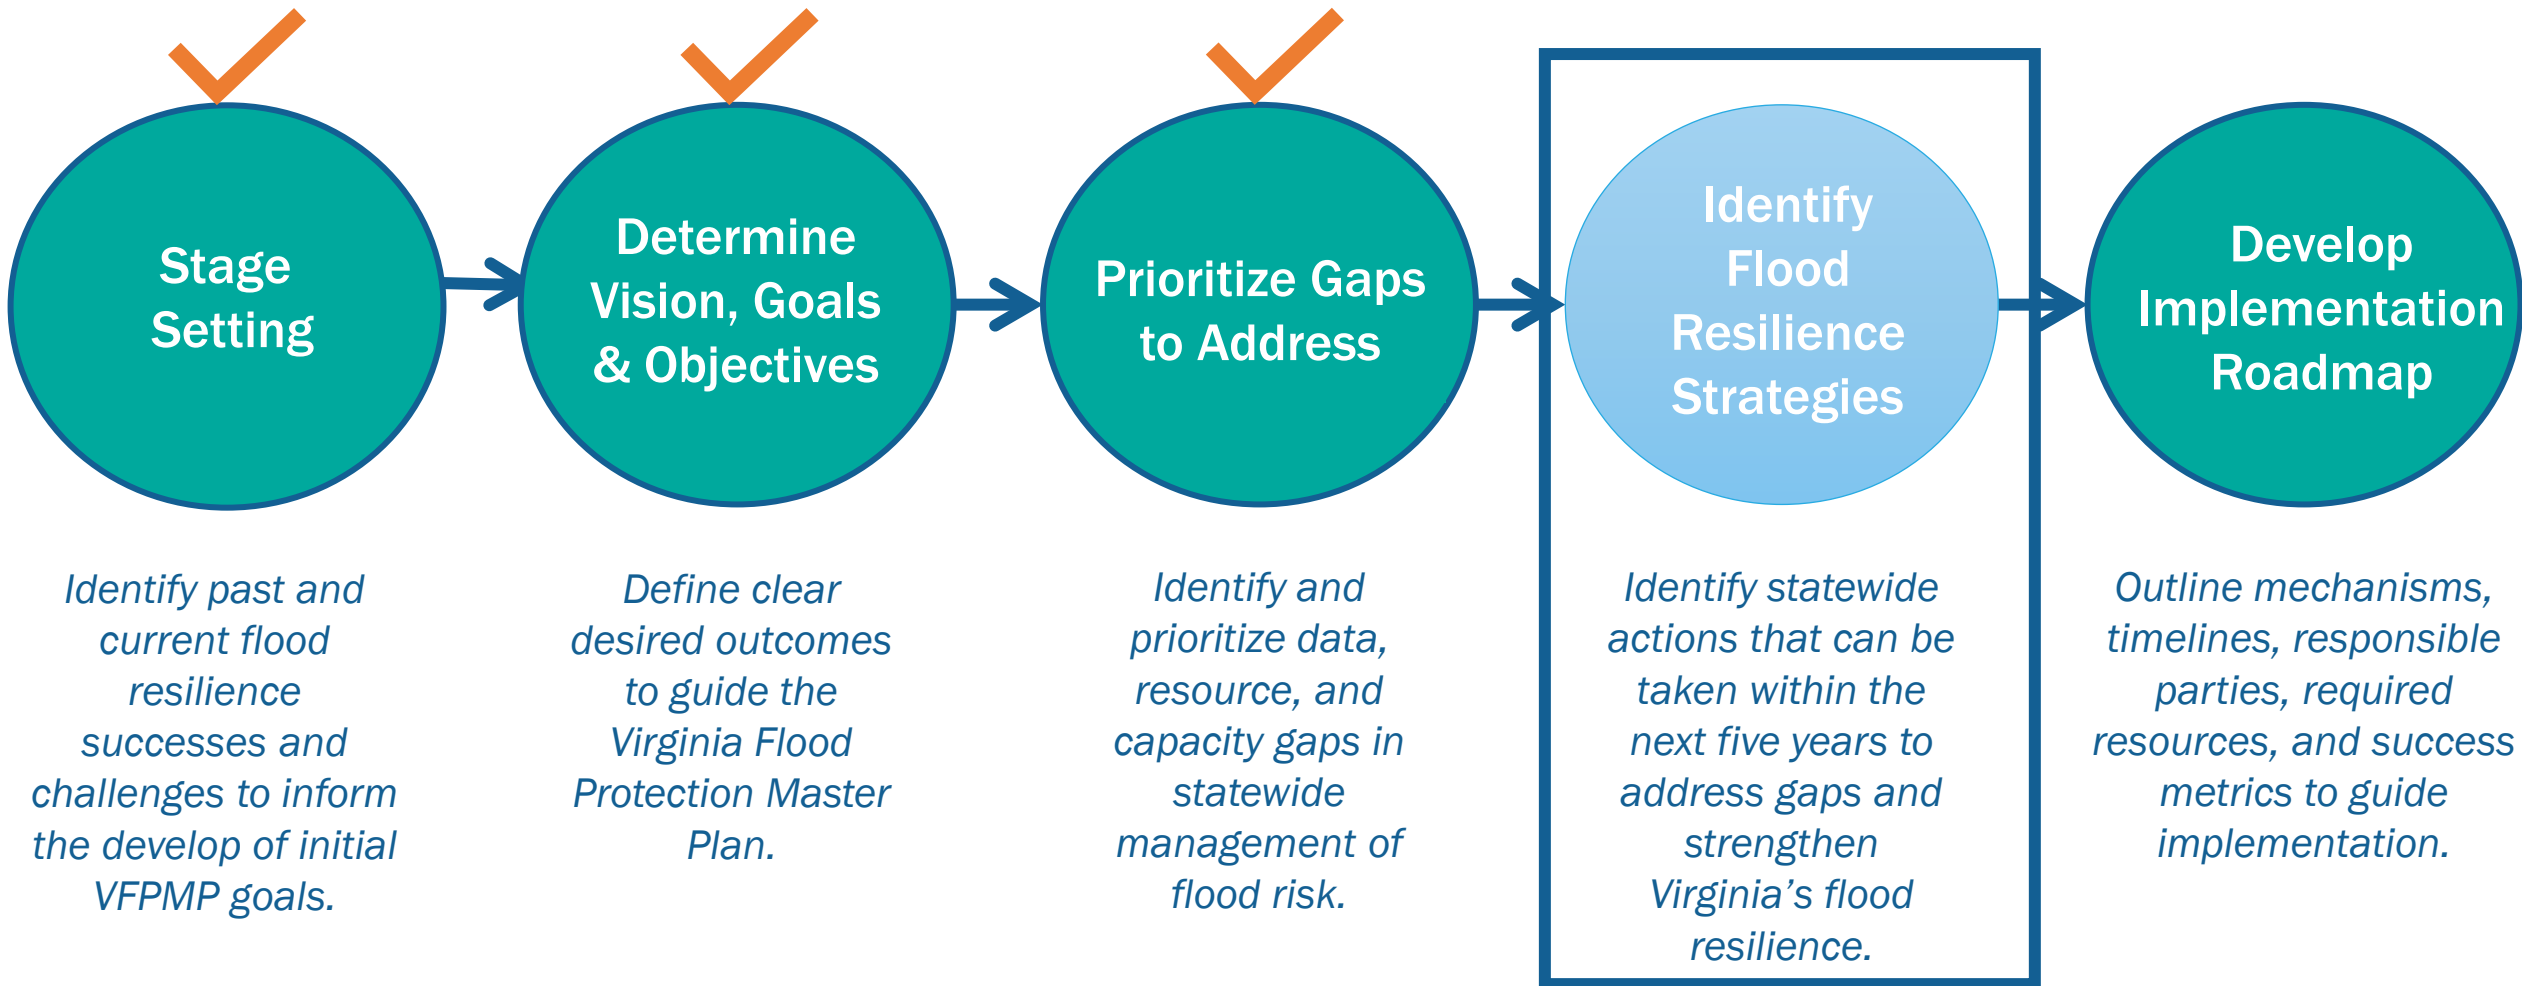 Stage
Setting
Determine
Vision, Goals
& Objectives
Prioritize Gaps
to Address
Identify
Flood
Resilience
Strategies
Develop
Implementation
Roadmap
Identify past and
current flood
resilience
successes and
challenges to inform
the develop of initial
VFPMP goals.
Define clear
desired outcomes
to guide the
Virginia Flood
Protection Master
Plan.
Identify and
prioritize data,
resource, and
capacity gaps in
statewide
management of
flood risk.
Identify statewide
actions that can be
taken within the
next five years to
address gaps and
strengthen
Virginia’s flood
resilience.
Outline mechanisms,
timelines, responsible
parties, required
resources, and success
metrics to guide
implementation.